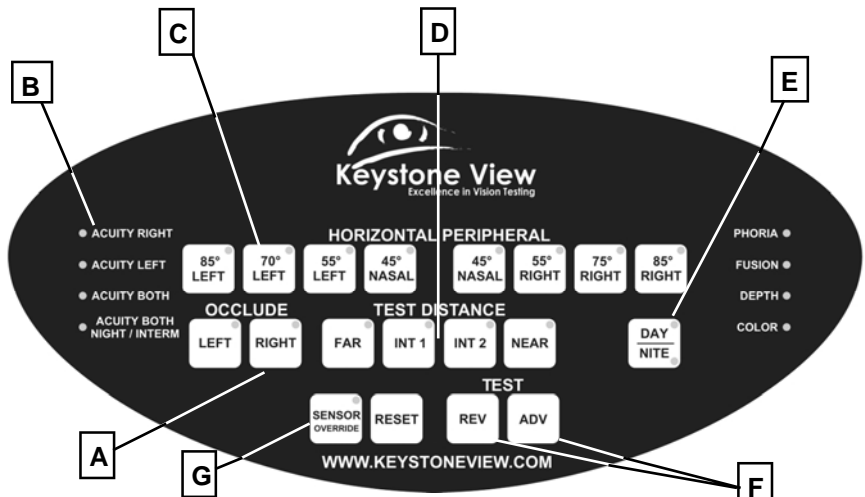 C
D
B
E
Keystone View
Excellence in Vision Testing
ACUITY RIGHT
HORIZONTAL PERIPHERAL
PHORIA
ACUITY LEFT
85° LEFT
70° LEFT
55° LEFT
45° NASAL
45° NASAL
55° RIGHT
75° RIGHT
85° RIGHT
FUSION
ACUITY BOTH
DEPTH
OCCLUDE
TEST DISTANCE
ACUITY BOTH
NIGHT / INTERM
LEFT
RIGHT
FAR
INT 1
INT 2
NEAR
DAY
NITE
COLOR
TEST
SENSOR
OVERRIDE
RESET
REV
ADV
A
G
WWW.KEYSTONEVIEW.COM
F